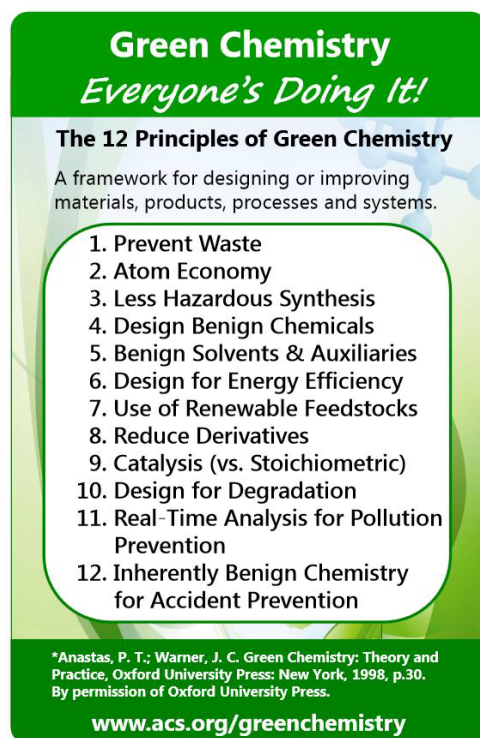 Green Chemistry
Everyone's Doing It!
The 12 Principles of Green Chemistry
A framework for designing or improving
materials, products, processes and systems.
1. Prevent Waste
2. Atom Economy
3. Less Hazardous Synthesis
4. Design Benign Chemicals
5. Benign Solvents & Auxiliaries
6. Design for Energy Efficiency
7. Use of Renewable Feedstocks
8. Reduce Derivatives
9. Catalysis (vs. Stoichiometric)
10. Design for Degradation
11. Real-Time Analysis for Pollution
Prevention
12. Inherently Benign Chemistry
for Accident Prevention
*Anastas, P. T.; Warner, J. C. Green Chemistry: Theory and
Practice, Oxford University Press: New York, 1998, p.30.
By permission of Oxford University Press.
www.acs.org/greenchemistry